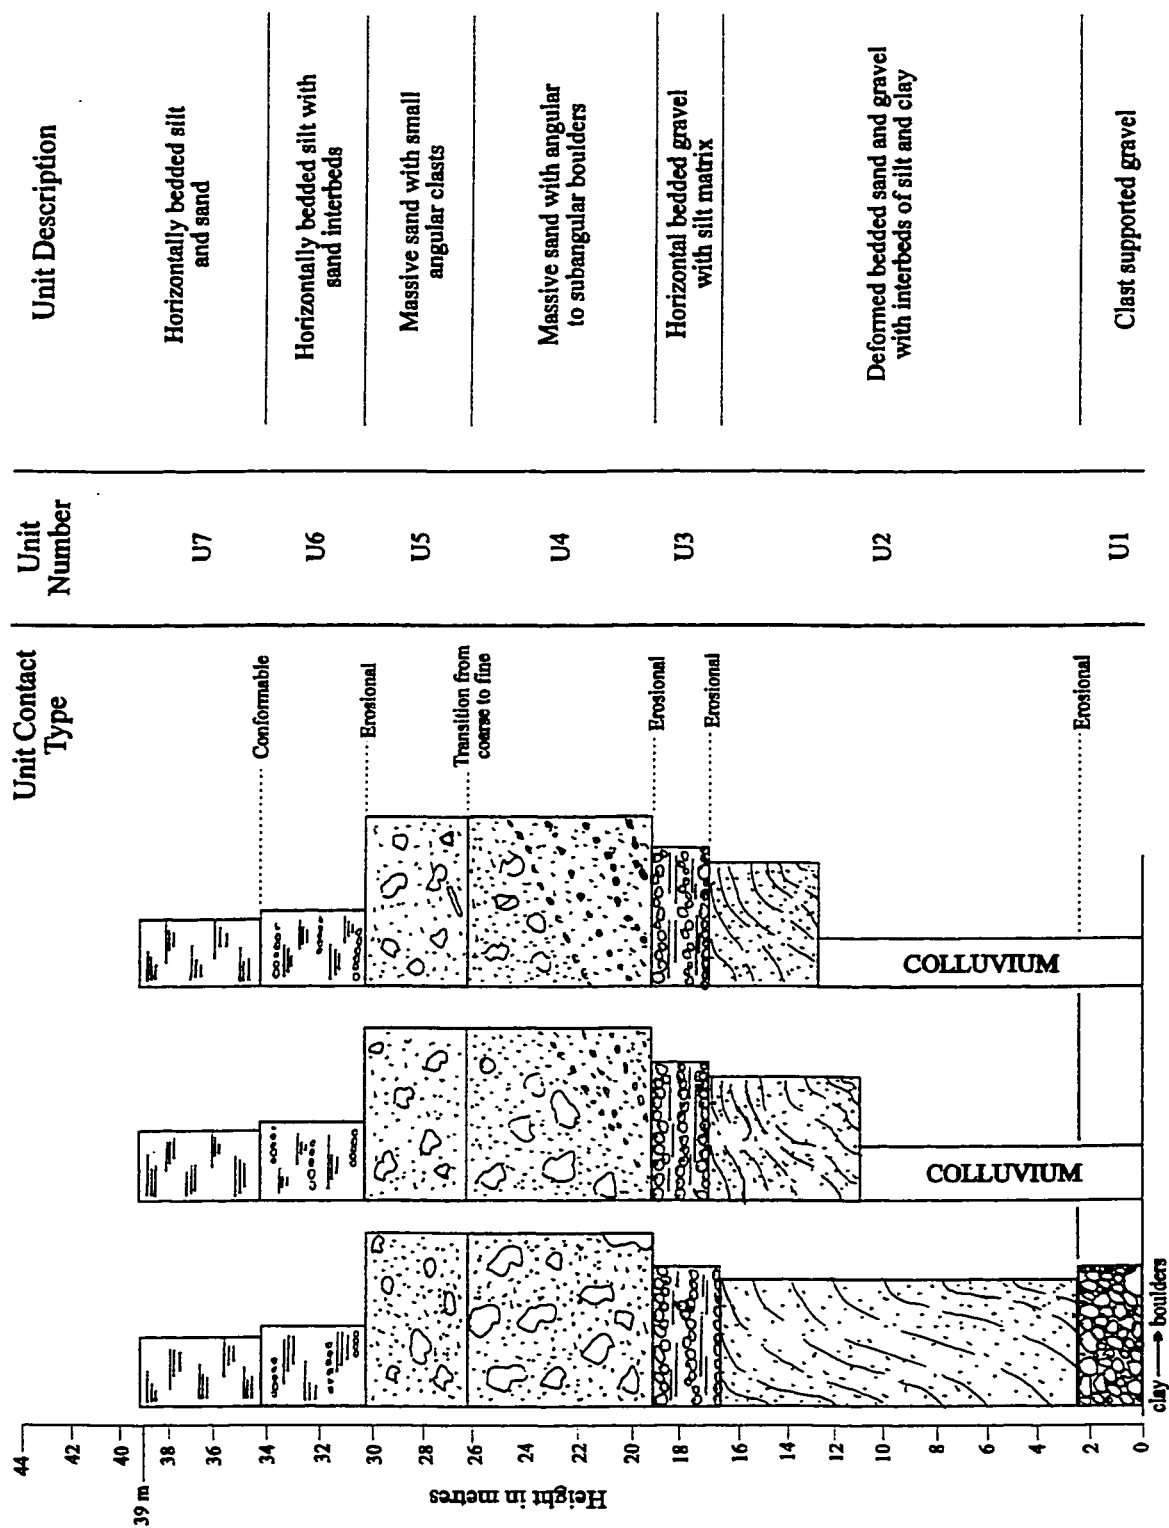 Unit Contact
Type
Unit
Number
Unit Description
44
42
40
39 m
38
36
34
32
30
28
26
24
22
20
18
16
14
12
10
8
6
4
2
0
Height in metres
clay
boulders
COLLUVIUM
COLLUVIUM
Conformable
Erosional
Transition from
coarse to fine
Erosional
Erosional
Erosional
U7
U6
U5
U4
U3
U2
U1
Horizontally bedded silt
and sand
Horizontally bedded silt with
sand interbeds
Massive sand with small
angular clasts
Massive sand with angular
to subangular boulders
Horizontal bedded gravel
with silt matrix
Deformed bedded sand and gravel
with interbeds of silt and clay
Clast supported gravel